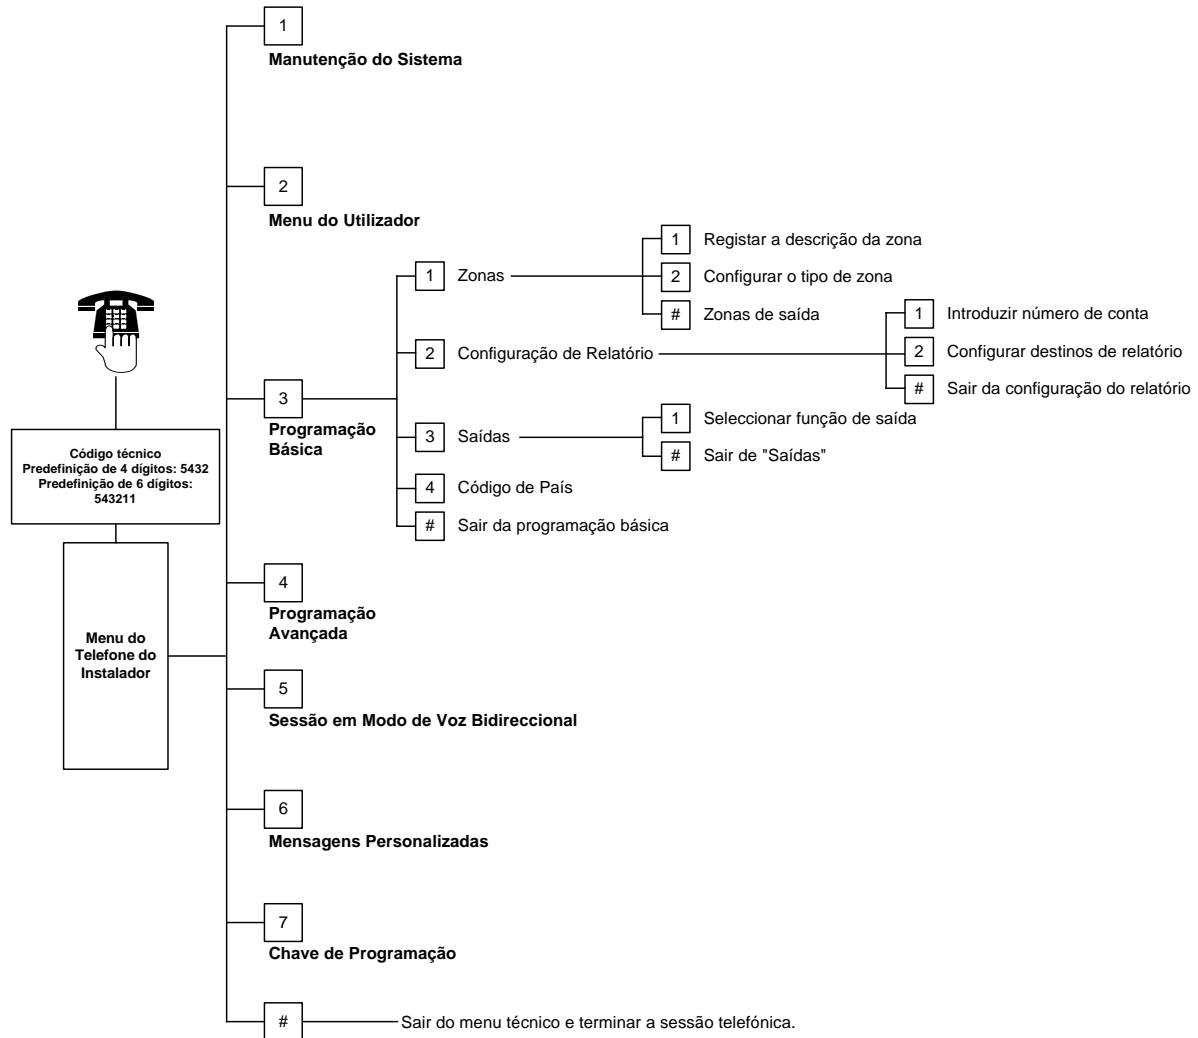 1
Manutenção do Sistema
2
Menu do Utilizador
Código técnico
Predefinição de 4 dígitos: 5432
Predefinição de 6 dígitos:
543211
Menu do
Telefone do
Instalador
3
Programação
Básica
1 Zonas
1 Registar a descrição da zona
2 Configurar o tipo de zona
# Zonas de saída
2 Configuração de Relatório
1 Introduzir número de conta
2 Configurar destinos de relatório
# Sair da configuração do relatório
3 Saídas
1 Seleccionar função de saída
# Sair de "Saídas"
4 Código de País
# Sair da programação básica
4
Programação
Avançada
5
Sessão em Modo de Voz Bidireccional
6
Mensagens Personalizadas
7
Chave de Programação
# Sair do menu técnico e terminar a sessão telefónica.